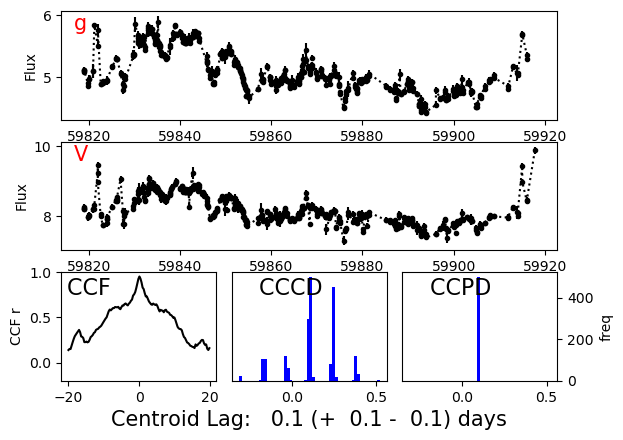 g
6
5
Flux
59820 59840 59860 59880 59900 59920
V
10
8
Flux
59820 59840 59860 59880 59900 59920
CCF CCCD CCPD
1.0
0.5
0.0
CCF r
400
200
0
freq
−20 0 20 0.0 0.5 0.0 0.5
Centroid Lag: 0.1 (+ 0.1 - 0.1) days